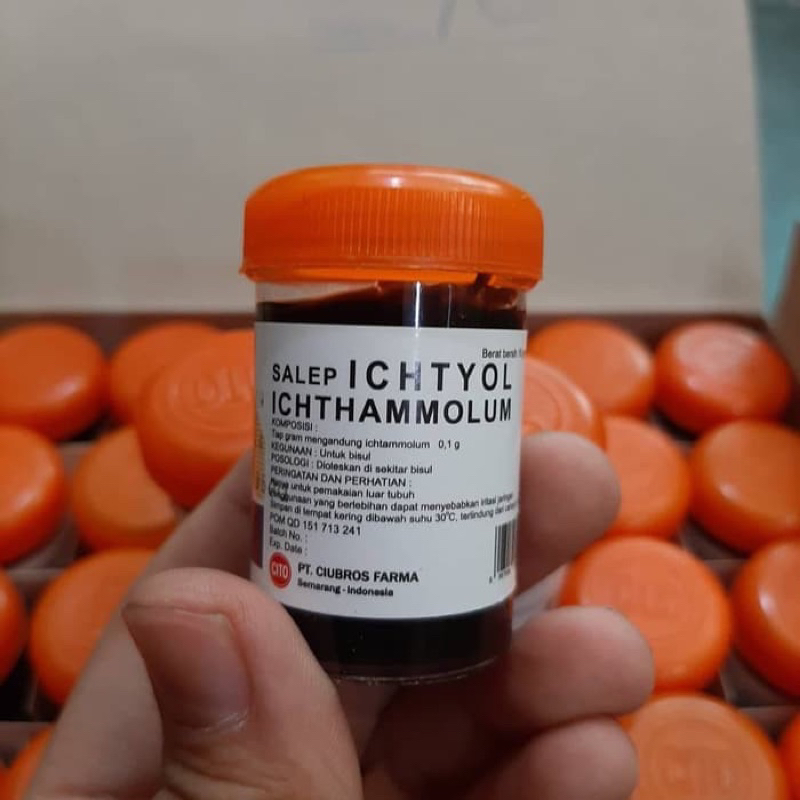 Berat bersih
SALEP ICHTYOL
ICHTHAMMOLUM
KOMPOSISI :
Tiap gram mengandung ichtammolum 0,1 g
KEGUNAAN : Untuk bisul
POSOLOGI : Dioleskan di sekitar bisul
PERINGATAN DAN PERHATIAN :
Hanya untuk pemakaian luar tubuh
Penggunaan yang berlebihan dapat menyebabkan iritasi jaringan
Simpan di tempat kering dibawah suhu 30°C, terlindung dari
POM QD 151 713 241
Batch No. :
Exp. Date :
CITO PT. CIUBROS FARMA
Semarang - Indonesia